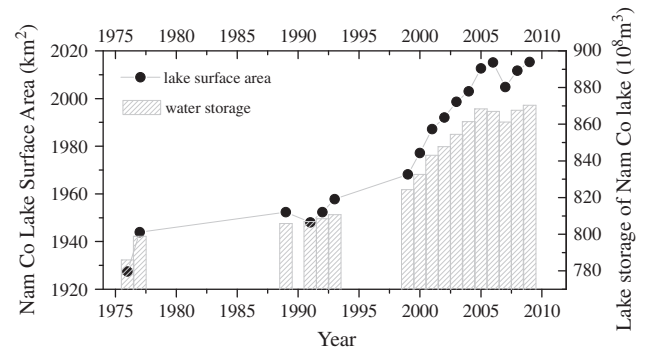 1975 1980 1985 1990 1995 2000 2005 2010
2020 900
2000 880
1980 860
1960 840
1940 820
1920 800
780
lake surface area
water storage
Nam Co Lake Surface Area (km²)
Lake storage of Nam Co lake (10⁸m³)
1975 1980 1985 1990 1995 2000 2005 2010
Year